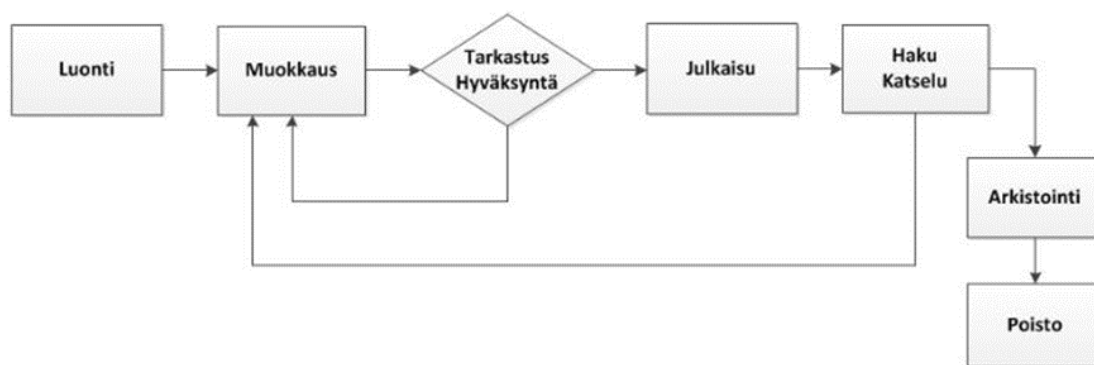 Luonti
Muokkaus
Tarkastus
Hyväksyntä
Julkaisu
Haku
Katselu
Arkistointi
Poisto